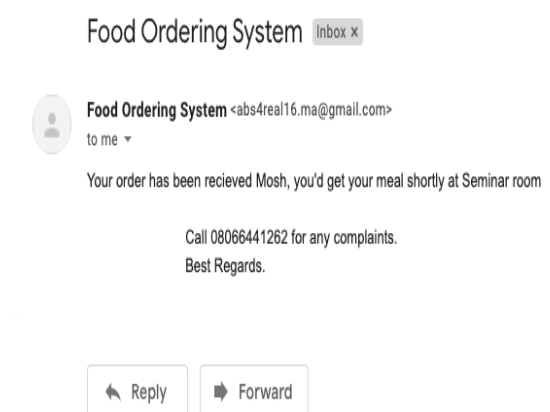 Food Ordering System Inbox x
Food Ordering System <abs4real16.ma@gmail.com>
to me
Your order has been recieved Mosh, you'd get your meal shortly at Seminar room
Call 08066441262 for any complaints.
Best Regards.
Reply Forward